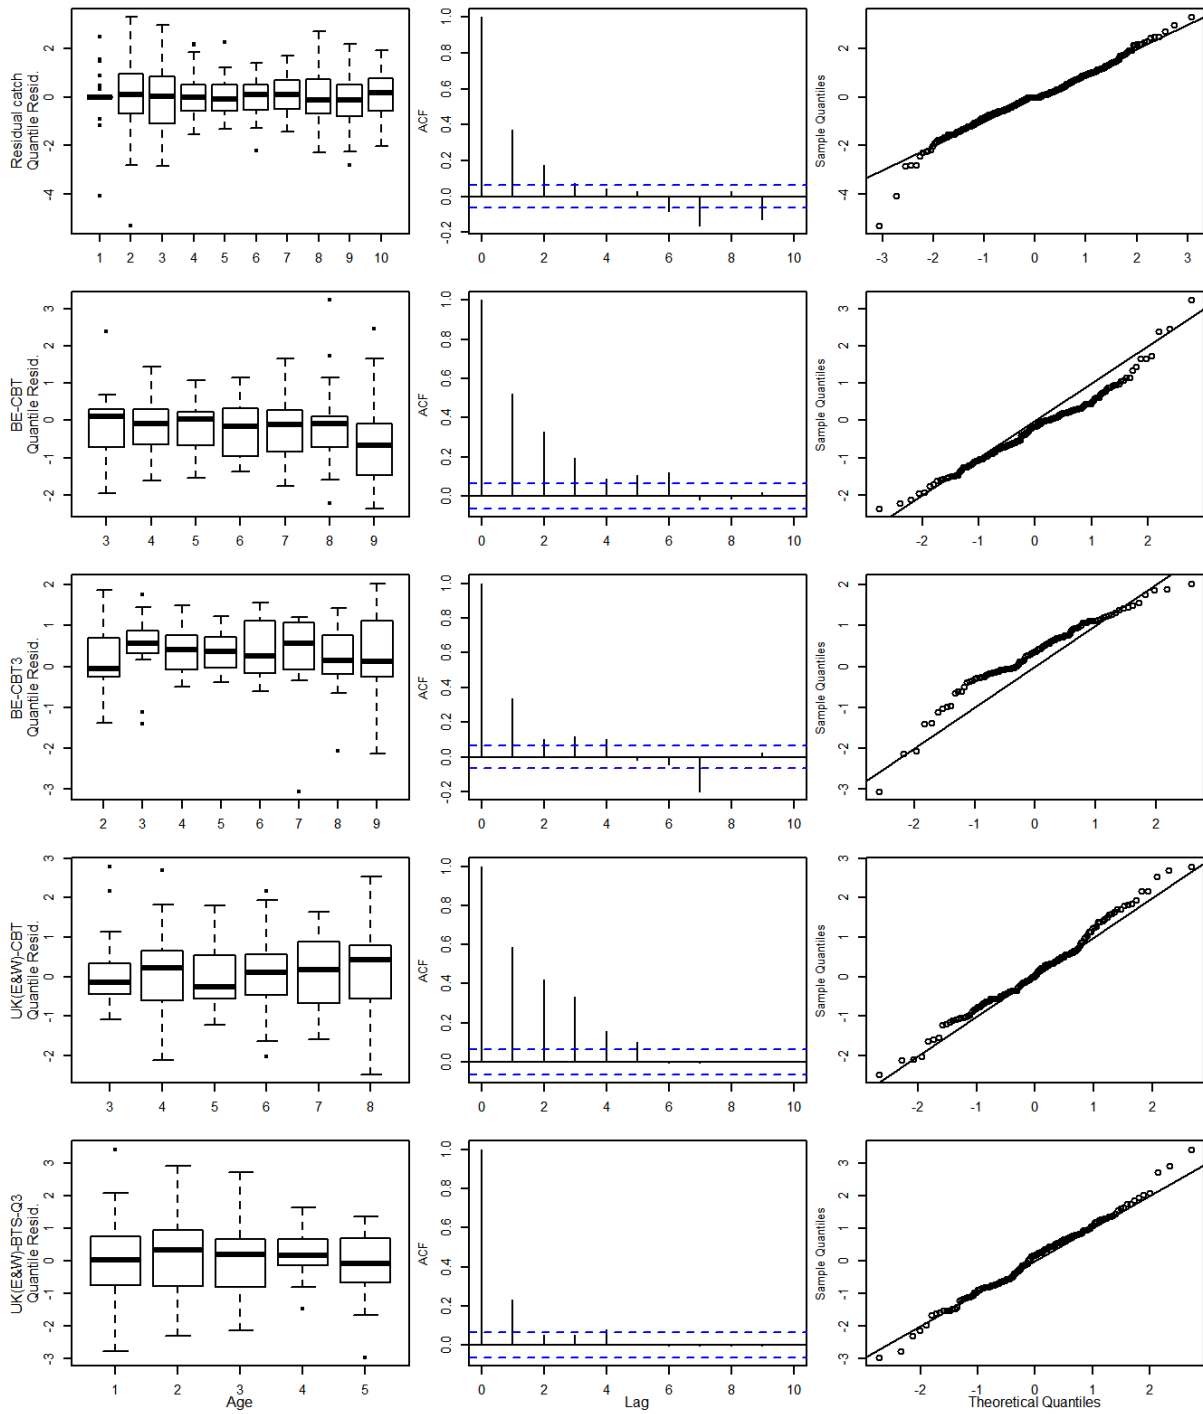 Residual catch
Quantile Resid.
-4 -2 0 2
1 2 3 4 5 6 7 8 9 10
ACF
-0.2 0.0 0.2 0.4 0.6 0.8 1.0
0 2 4 6 8 10
Sample Quantiles
-4 -2 0 2
-3 -2 -1 0 1 2 3
BE-CBT
Quantile Resid.
-2 -1 0 1 2 3
3 4 5 6 7 8 9
ACF
0.0 0.2 0.4 0.6 0.8 1.0
0 2 4 6 8 10
Sample Quantiles
-2 -1 0 1 2 3
-2 -1 0 1 2
BE-CBT3
Quantile Resid.
-3 -2 -1 0 1 2
2 3 4 5 6 7 8 9
ACF
-0.2 0.0 0.2 0.4 0.6 0.8 1.0
0 2 4 6 8 10
Sample Quantiles
-3 -2 -1 0 1 2
-2 -1 0 1 2
UK(E&W)-CBT
Quantile Resid.
-2 -1 0 1 2 3
3 4 5 6 7 8
ACF
0.0 0.2 0.4 0.6 0.8 1.0
0 2 4 6 8 10
Sample Quantiles
-2 -1 0 1 2 3
-2 -1 0 1 2
UK(E&W)-BTS-Q3
Quantile Resid.
-3 -2 -1 0 1 2 3
1 2 3 4 5
Age
ACF
0.0 0.2 0.4 0.6 0.8 1.0
0 2 4 6 8 10
Lag
Sample Quantiles
-3 -2 -1 0 1 2 3
-2 -1 0 1 2
Theoretical Quantiles